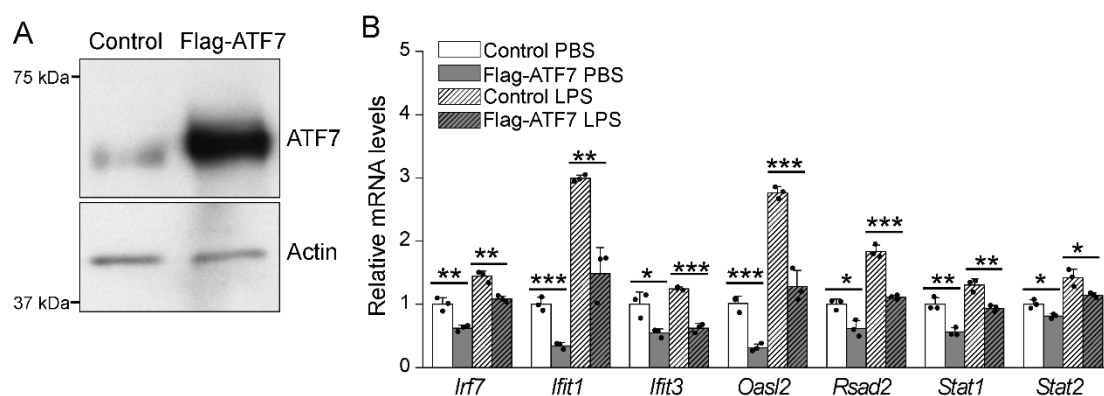 A
Control Flag-ATF7
75 kDa
ATF7
Actin
37 kDa
B
Relative mRNA levels
5
4
3
2
1
0
Control PBS
Flag-ATF7 PBS
Control LPS
Flag-ATF7 LPS
** ** *** ** * *** *** *** * *** ** ** * *
Irf7 Ifit1 Ifit3 Oasl2 Rsad2 Stat1 Stat2